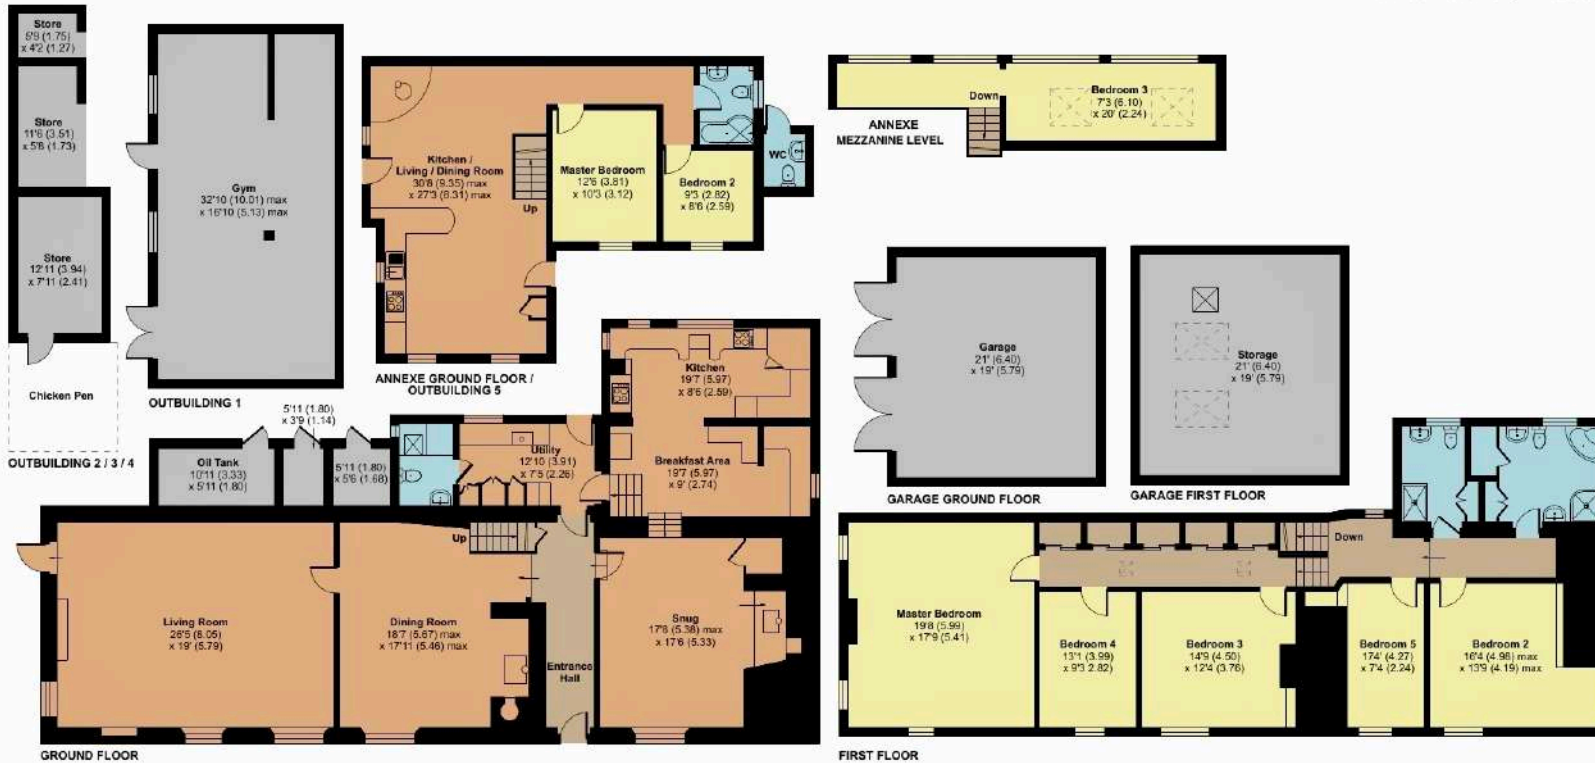 Store
5'9 (1.75)
x 4'2 (1.27)
Store
11'6 (3.51)
x 5'8 (1.73)
Store
12'11 (3.94)
x 7'11 (2.41)
Chicken Pen
OUTBUILDING 2 / 3 / 4
Gym
32'10 (10.01) max
x 16'10 (5.13) max
OUTBUILDING 1
Kitchen /
Living / Dining Room
30'8 (9.35) max
x 27'3 (8.31) max
Up
Master Bedroom
12'6 (3.81)
x 10'3 (3.12)
Bedroom 2
9'3 (2.82)
x 8'6 (2.59)
WC
ANNEXE GROUND FLOOR /
OUTBUILDING 5
Down
Bedroom 3
7'3 (6.10)
x 20' (2.24)
ANNEXE
MEZZANINE LEVEL
Garage
21' (6.40)
x 19' (5.79)
GARAGE GROUND FLOOR
Storage
21' (6.40)
x 19' (5.79)
GARAGE FIRST FLOOR
Oil Tank
10'11 (3.33)
x 5'11 (1.80)
5'11 (1.80)
x 3'9 (1.14)
5'11 (1.80)
x 5'6 (1.68)
Utility
12'10 (3.91)
x 7'5 (2.26)
Kitchen
19'7 (5.97)
x 8'6 (2.59)
Breakfast Area
19'7 (5.97)
x 9' (2.74)
Living Room
26'5 (8.05)
x 19' (5.79)
Up
Dining Room
18'7 (5.67) max
x 17'11 (5.46) max
Entrance
Hall
Snug
17'8 (5.38) max
x 17'6 (5.33)
GROUND FLOOR
Master Bedroom
19'8 (5.99)
x 17'9 (5.41)
Down
Bedroom 4
13'1 (3.99)
x 9'3 2.82)
Bedroom 3
14'9 (4.50)
x 12'4 (3.76)
Bedroom 5
174' (4.27)
x 7'4 (2.24)
Bedroom 2
16'4 (4.98) max
x 13'9 (4.19) max
FIRST FLOOR